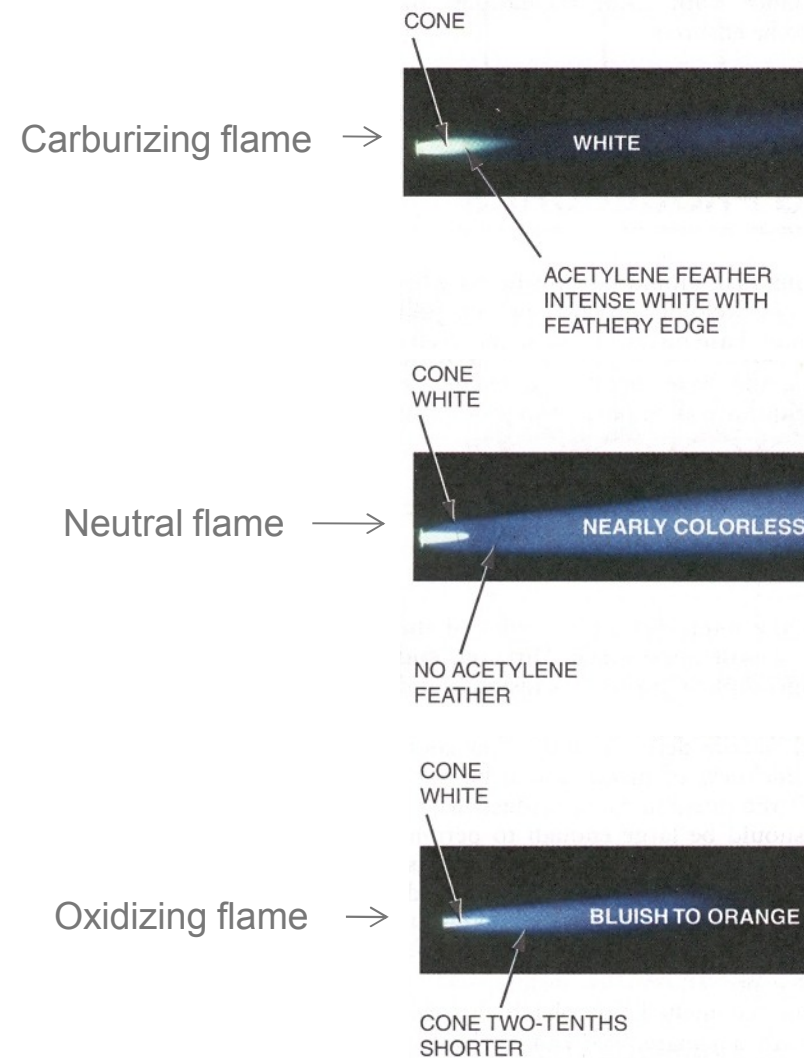 CONE
Carburizing flame
WHITE
ACETYLENE FEATHER
INTENSE WHITE WITH
FEATHERY EDGE
CONE
WHITE
Neutral flame
NEARLY COLORLESS
NO ACETYLENE
FEATHER
CONE
WHITE
Oxidizing flame
BLUISH TO ORANGE
CONE TWO-TENTHS
SHORTER